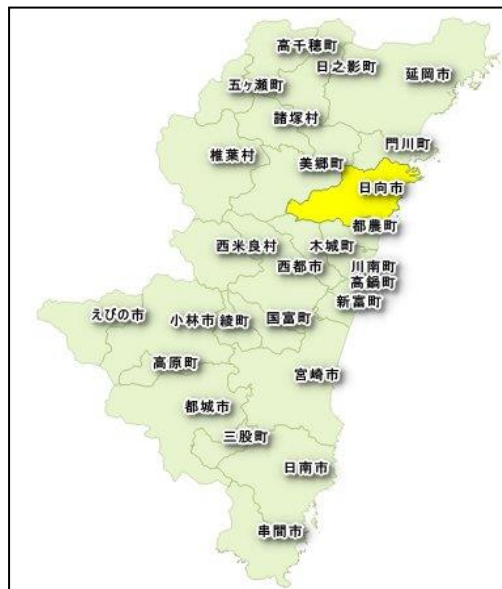 高千穂町
日之影町
延岡市
五ヶ瀬町
諸塚村
門川町
椎葉村
美郷町
日向市
都農町
西米良村
木城町
西都市
川南町
高鍋町
新富町
えびの市
小林市
綾町
国富町
高原町
宮崎市
都城市
三股町
日南市
串間市